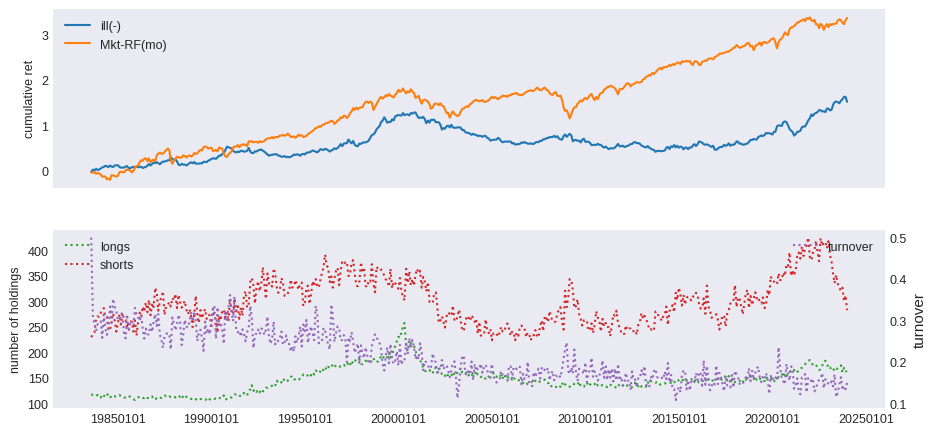 ill(-)
Mkt-RF(mo)
cumulative ret
3
2
1
0
longs
shorts
turnover
number of holdings
400
350
300
250
200
150
100
0.5
0.4
0.3
0.2
0.1
turnover
19850101 19900101 19950101 20000101 20050101 20100101 20150101 20200101 20250101